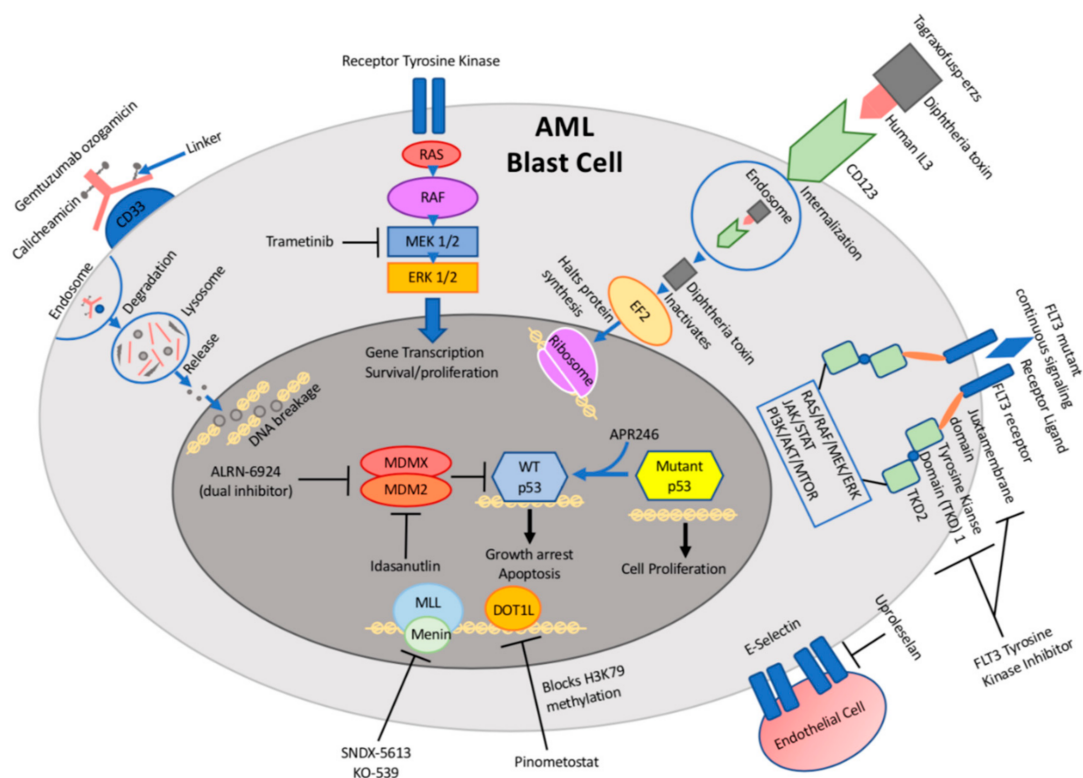 Receptor Tyrosine Kinase
AML
Blast Cell
RAS
RAF
MEK 1/2
ERK 1/2
Trametinib
Gene Transcription
Survival/proliferation
Gemtuzumab ozogamicin
Linker
Calicheamicin
CD33
Endosome
Degradation
Lysosome
Release
DNA breakage
Tagraxofusp-erzs
Diphtheria toxin
Human IL3
CD123
Internalization
Endosome
Diphtheria toxin
Inactivates
EF2
Halts protein
synthesis
Ribosome
FLT3 mutant
continuous signaling
Receptor Ligand
FLT3 receptor
Juxtamembrane
domain
Tyrosine Kianse
Domain (TKD) 1
TKD2
RAS/RAF/MEK/ERK
JAK/STAT
PI3K/AKT/MTOR
FLT3 Tyrosine
Kinase Inhibitor
ALRN-6924
(dual inhibitor)
MDMX
MDM2
Idasanutlin
WT
p53
APR246
Mutant
p53
Growth arrest
Apoptosis
Cell Proliferation
MLL
Menin
DOT1L
SNDX-5613
KO-539
Blocks H3K79
methylation
Pinometostat
E-Selectin
Uproleselan
Endothelial Cell